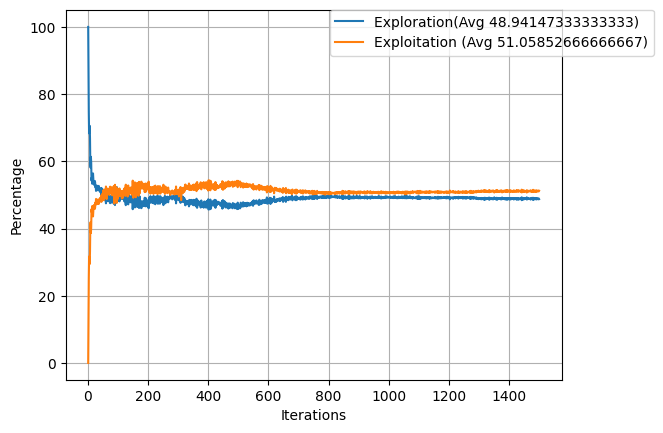 Exploration(Avg 48.94147333333333)
Exploitation (Avg 51.05852666666667)
100
80
60
40
20
0
Percentage
0 200 400 600 800 1000 1200 1400
Iterations